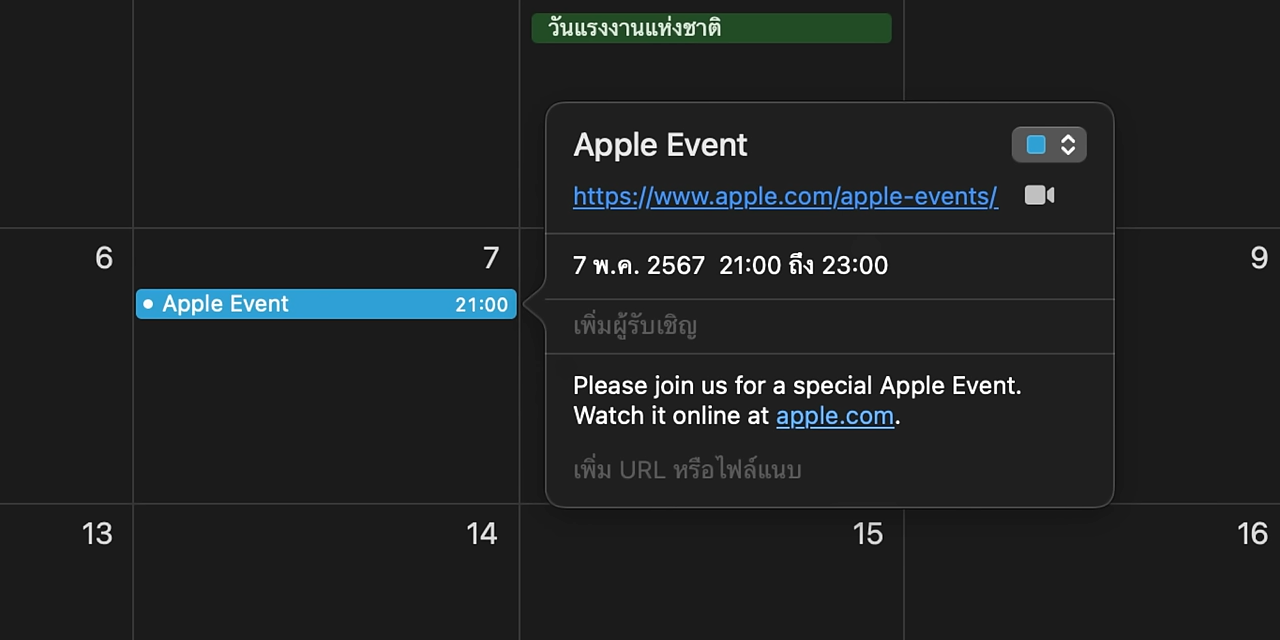 วันแรงงานแห่งชาติ
Apple Event
https://www.apple.com/apple-events/
6
7
9
Apple Event 21:00
7 พ.ค. 2567 21:00 ถึง 23:00
เพิ่มผู้รับเชิญ
Please join us for a special Apple Event.
Watch it online at apple.com.
เพิ่ม URL หรือไฟล์แนบ
13
14
15
16